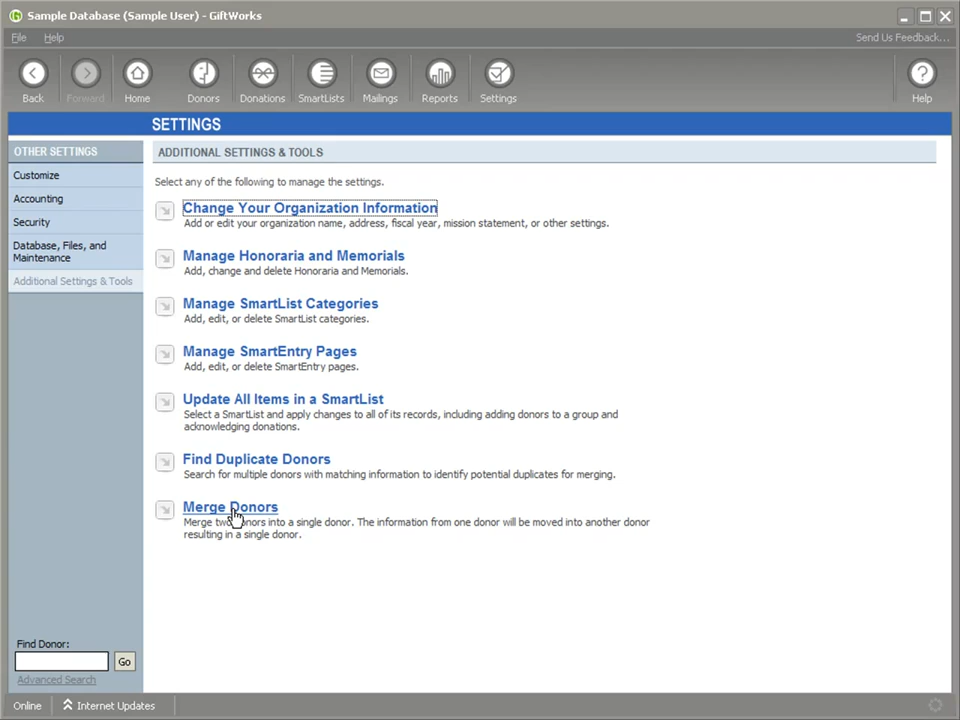 Sample Database (Sample User) - GiftWorks
File Help Send Us Feedback...
Back Forward Home Donors Donations SmartLists Mailings Reports Settings Help
SETTINGS
OTHER SETTINGS
Customize
Accounting
Security
Database, Files, and
Maintenance
Additional Settings & Tools
ADDITIONAL SETTINGS & TOOLS
Select any of the following to manage the settings.
Change Your Organization Information
Add or edit your organization name, address, fiscal year, mission statement, or other settings.
Manage Honoraria and Memorials
Add, change and delete Honoraria and Memorials.
Manage SmartList Categories
Add, edit, or delete SmartList categories.
Manage SmartEntry Pages
Add, edit, or delete SmartEntry pages.
Update All Items in a SmartList
Select a SmartList and apply changes to all of its records, including adding donors to a group and
acknowledging donations.
Find Duplicate Donors
Search for multiple donors with matching information to identify potential duplicates for merging.
Merge Donors
Merge two donors into a single donor. The information from one donor will be moved into another donor
resulting in a single donor.
Find Donor:
Go
Advanced Search
Online Internet Updates